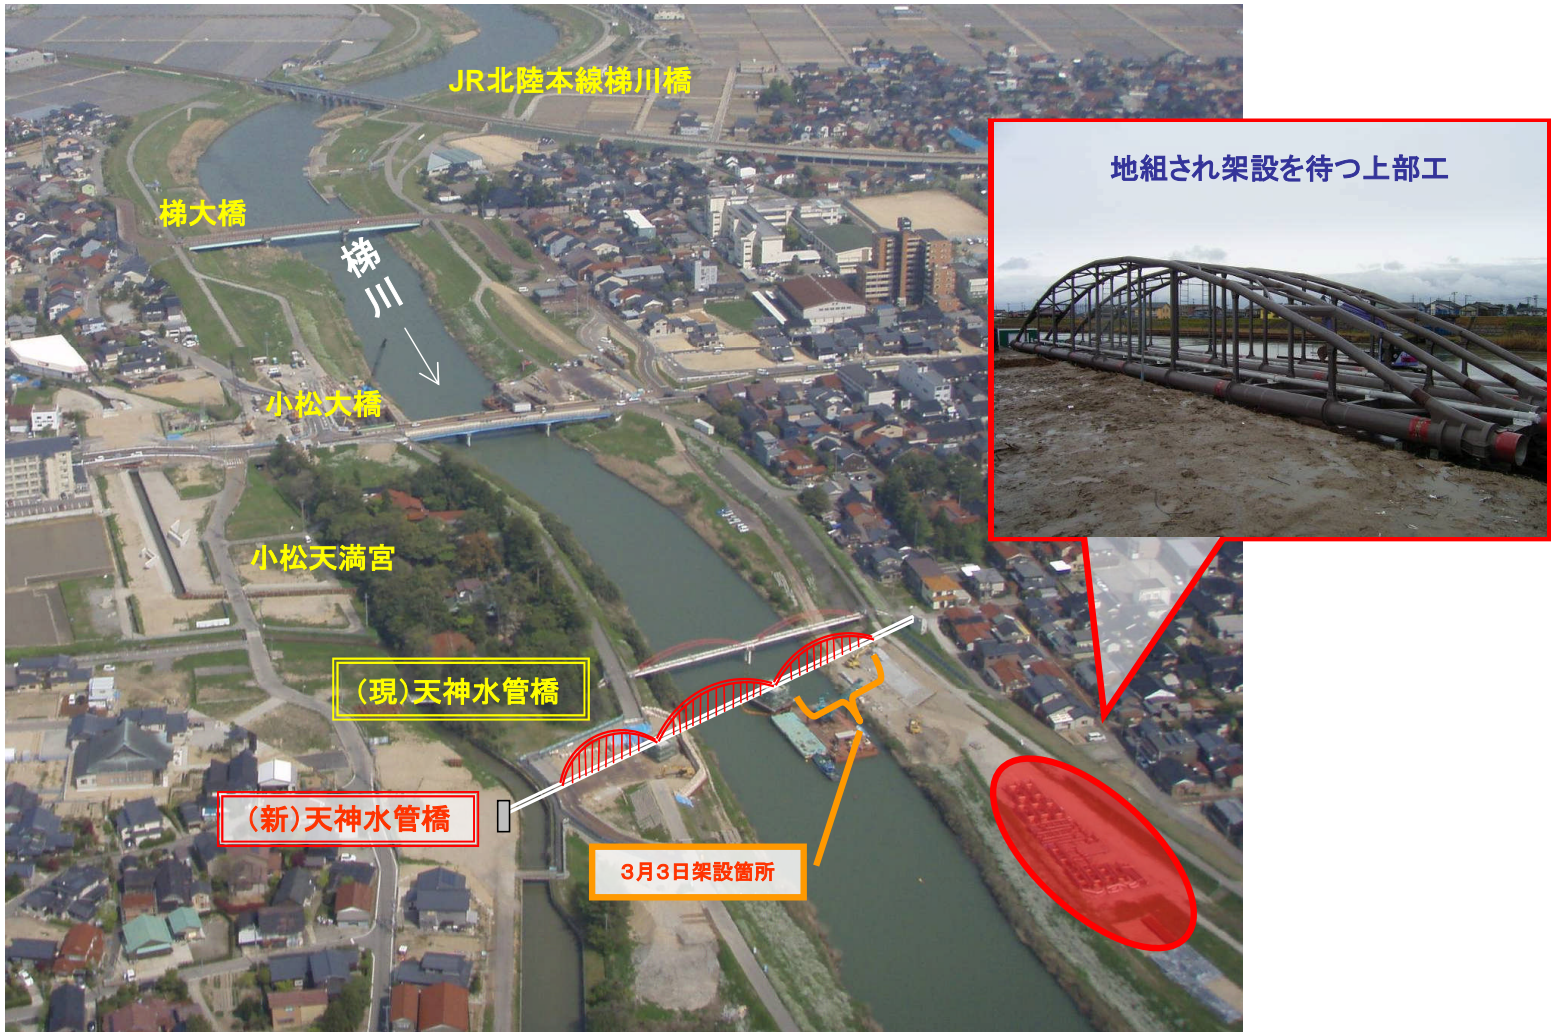 JR北陸本線梯川橋
地組され架設を待つ上部工
梯大橋
梯川
小松大橋
小松天満宮
（現）天神水管橋
（新）天神水管橋
３月３日架設箇所